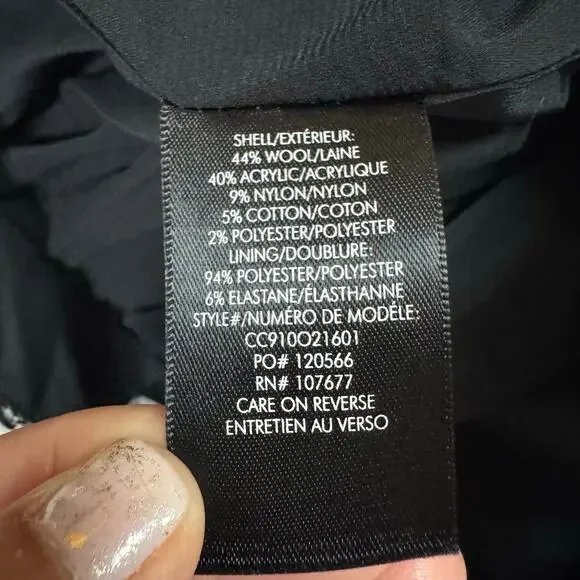 SHELL/EXTÉRIEUR:
44% WOOL/LAINE
40% ACRYLIC/ACRYLIQUE
9% NYLON/NYLON
5% COTTON/COTON
2% POLYESTER/POLYESTER
LINING/DOUBLURE:
94% POLYESTER/POLYESTER
6% ELASTANE/ÉLASTHANNE
STYLE#/NUMÉRO DE MODÈLE:
CC910O21601
PO# 120566
RN# 107677
CARE ON REVERSE
ENTRETIEN AU VERSO